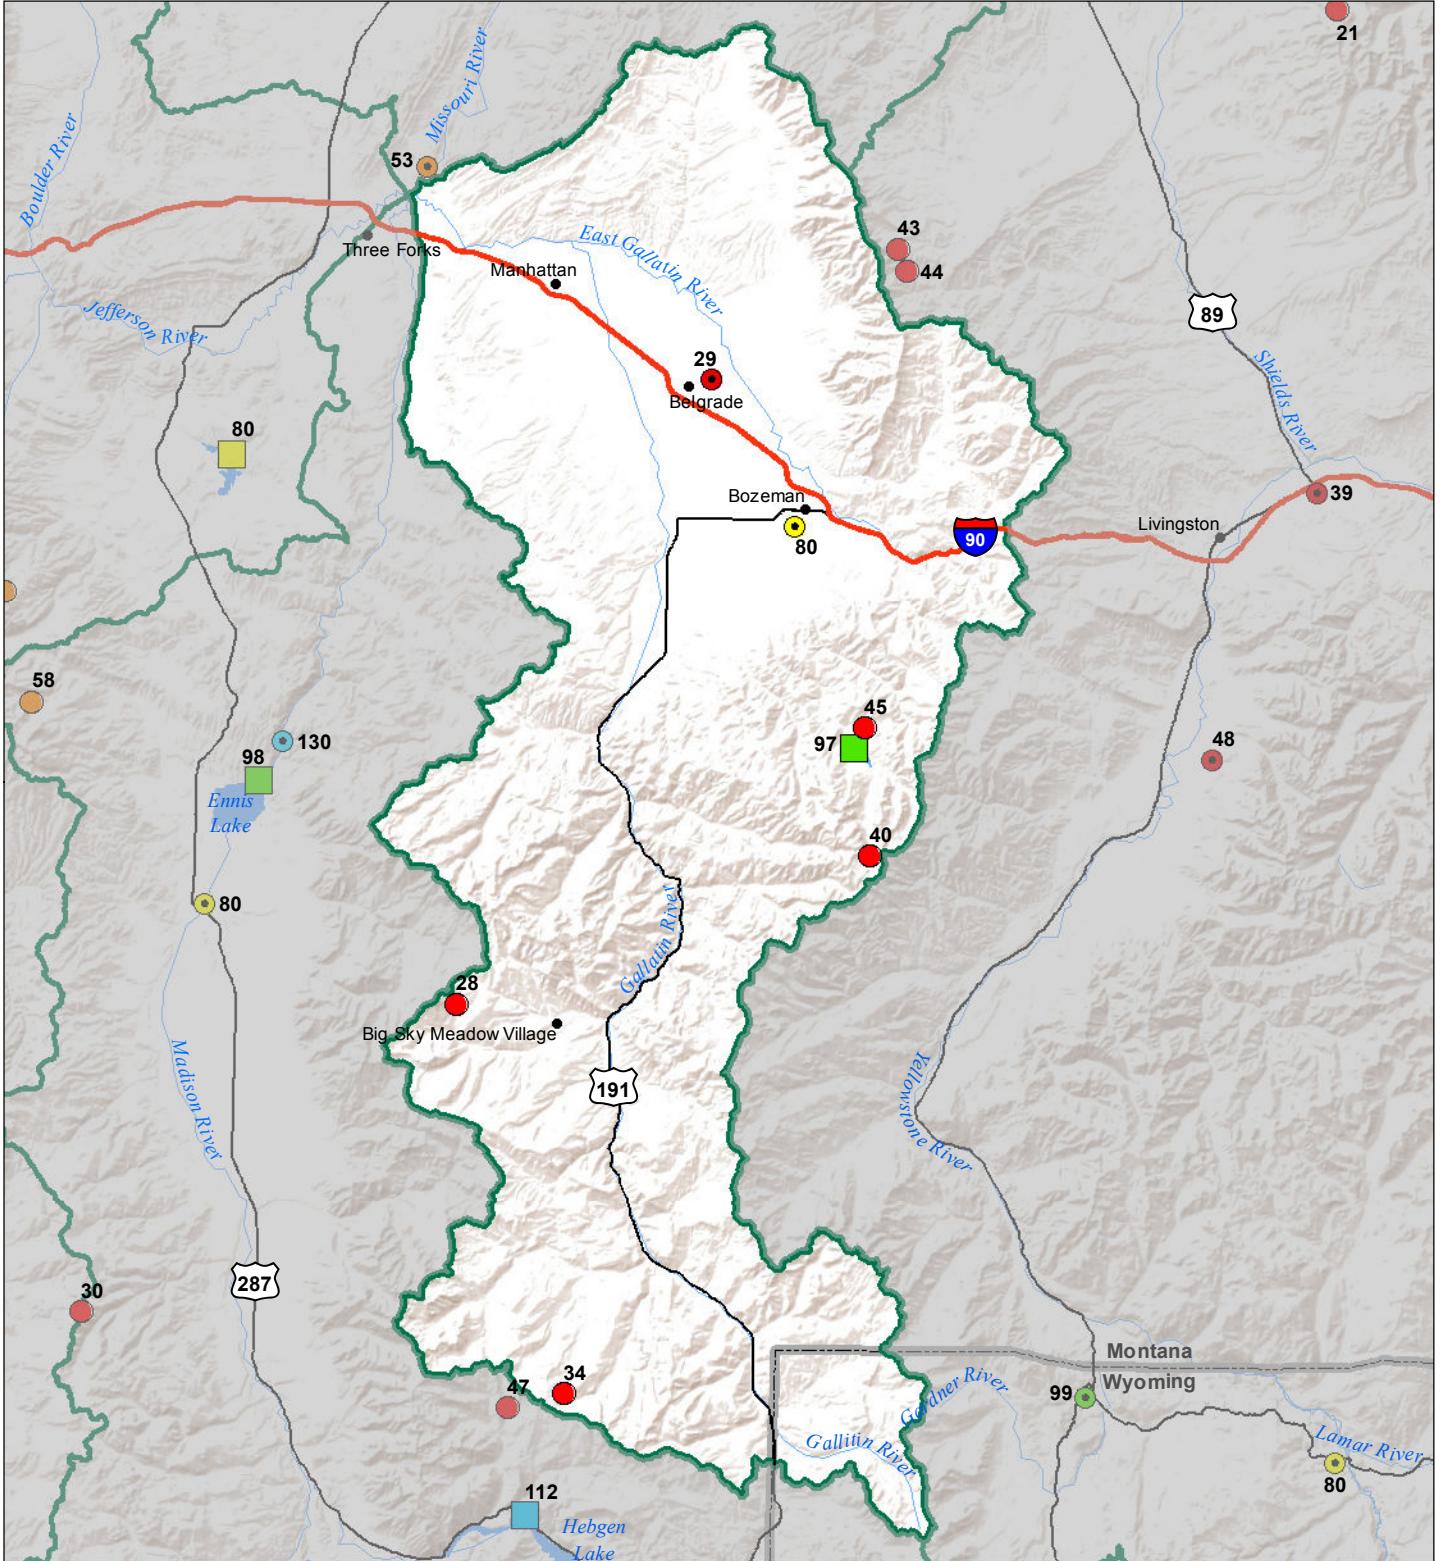 21
Missouri River
Boulder River
53
43
44
East Gallatin River
Three Forks
Manhattan
89
Jefferson River
Shields River
29
Belgrade
80
39
Bozeman
Livingston
80
90
58
45
130
97
48
98
Ennis
Lake
40
80
Gallatin River
28
Big Sky Meadow Village
Madison River
191
Yellowstone River
287
30
Montana
Wyoming
34
47
99
Gardner River
Gallitin River
Lamar River
80
112
Hebgen
Lake